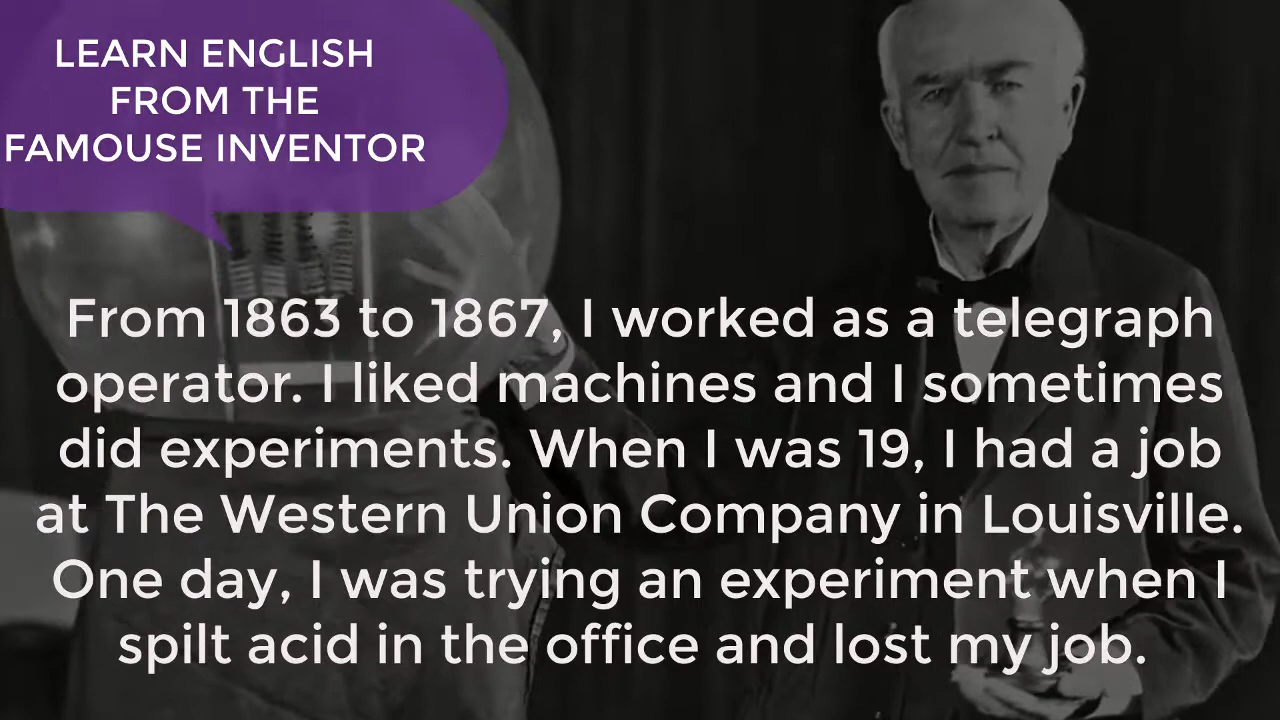 LEARN ENGLISH
FROM THE
FAMOUSE INVENTOR
From 1863 to 1867, I worked as a telegraph
operator. I liked machines and I sometimes
did experiments. When I was 19, I had a job
at The Western Union Company in Louisville.
One day, I was trying an experiment when I
spilt acid in the office and lost my job.